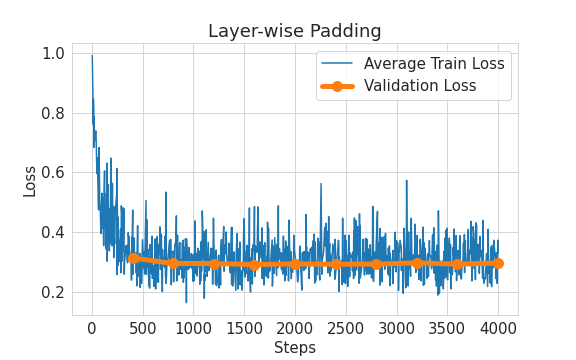 Layer-wise Padding
Average Train Loss
Validation Loss
Loss
1.0
0.8
0.6
0.4
0.2
0 500 1000 1500 2000 2500 3000 3500 4000
Steps